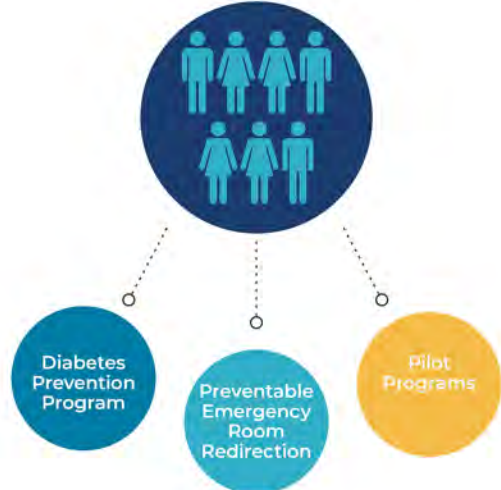 Diabetes
Prevention
Program
Preventable
Emergency
Room
Redirection
Pilot
Programs